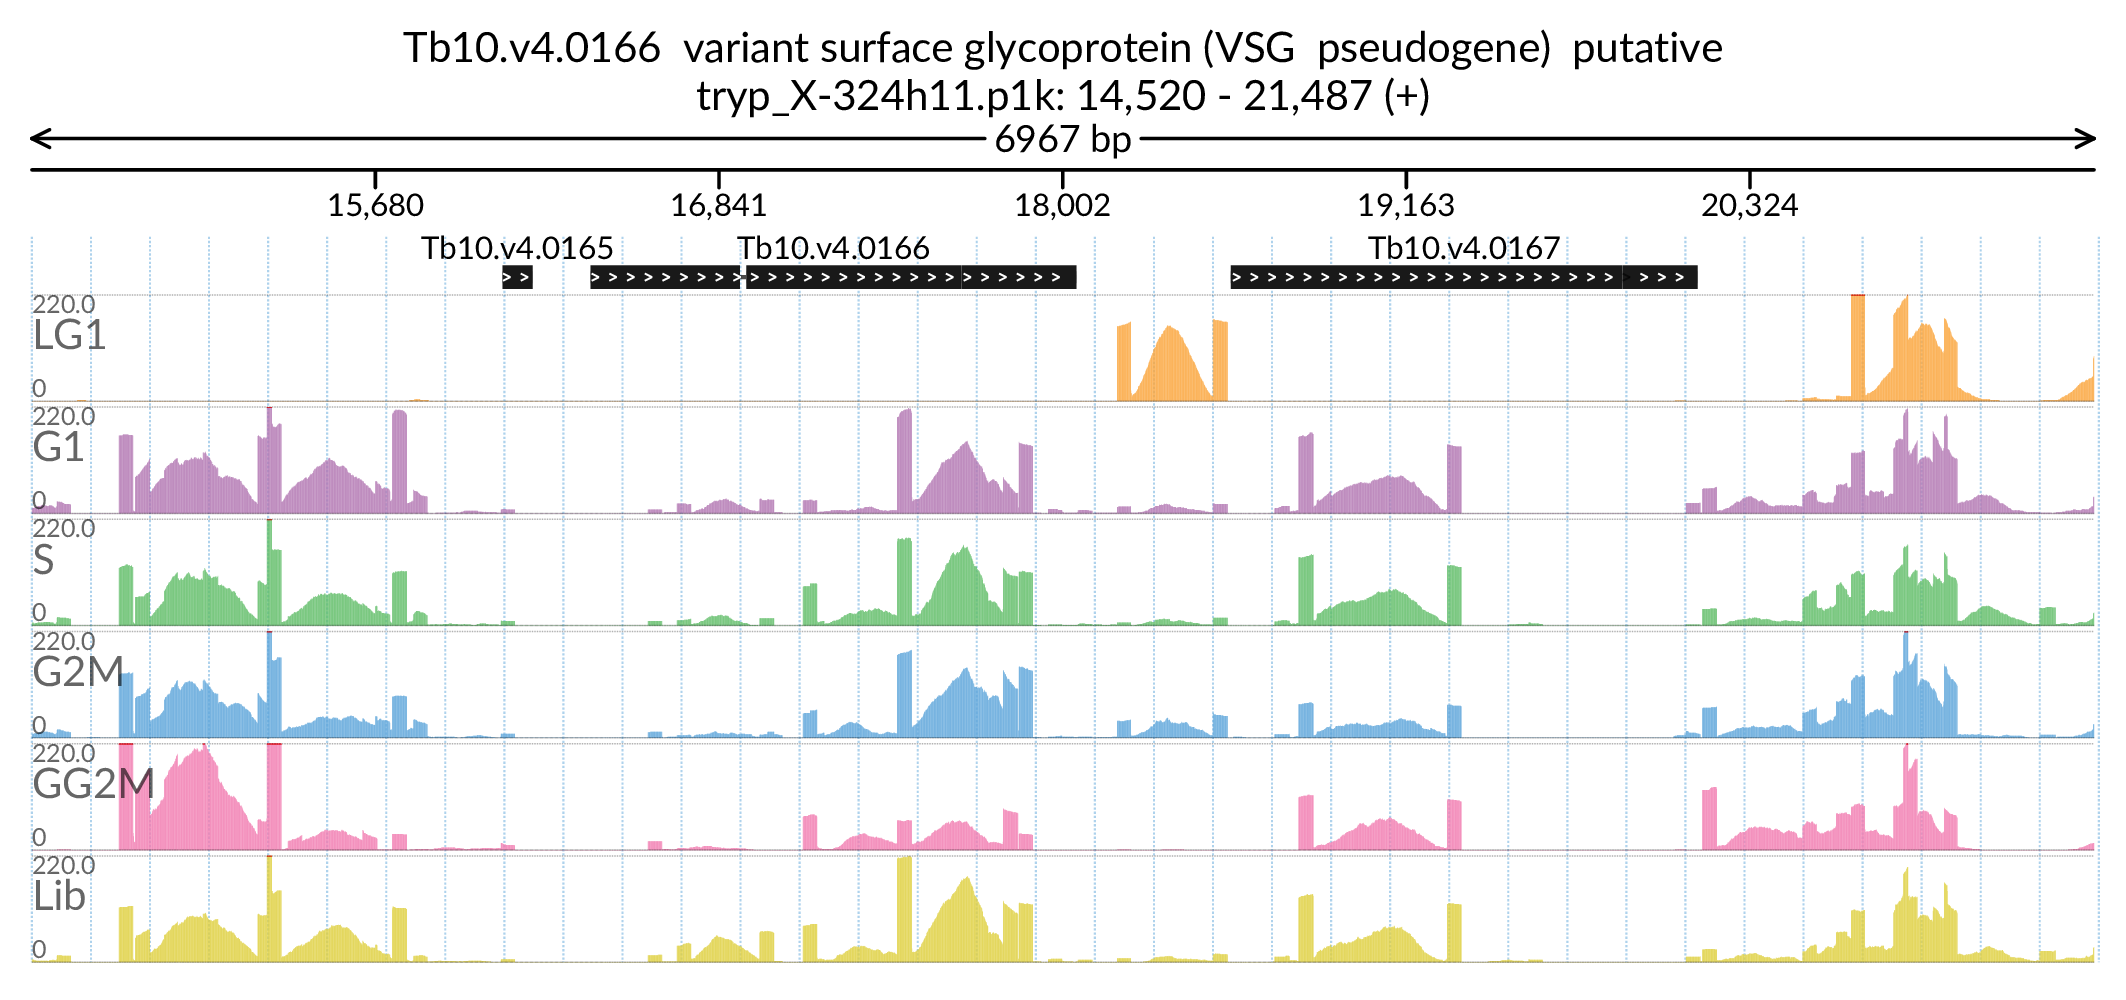 Tb10.v4.0166 variant surface glycoprotein (VSG pseudogene) putative
tryp_X-324h11.p1k: 14,520 - 21,487 (+)
6967 bp
15,680 16,841 18,002 19,163 20,324
Tb10.v4.0165 Tb10.v4.0166 Tb10.v4.0167
220.0
LG1
0
220.0
G1
0
220.0
S
0
220.0
G2M
0
220.0
GG2M
0
220.0
Lib
0